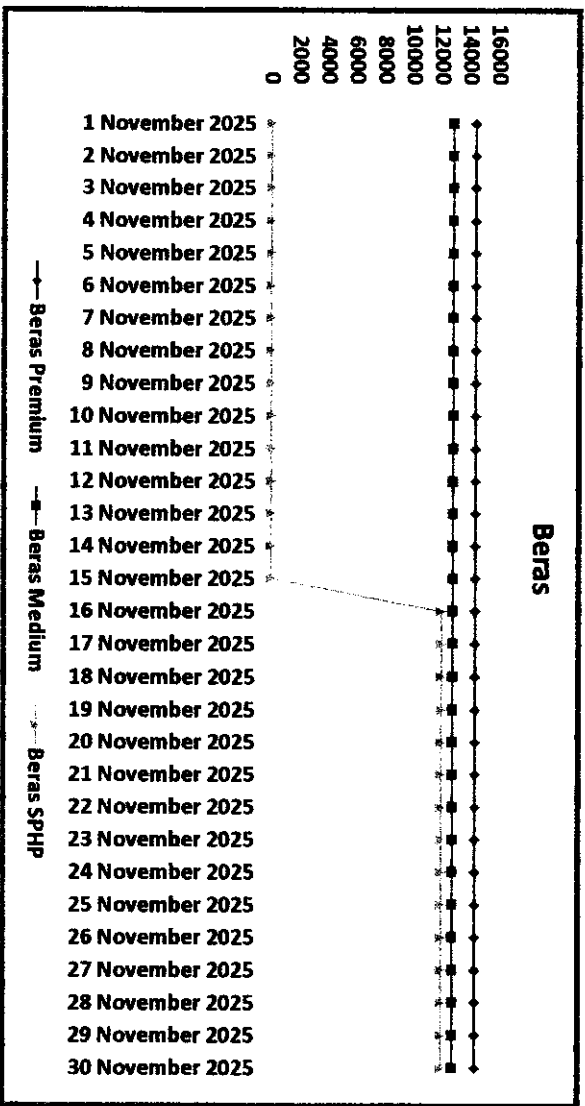 Beras
16000
14000
12000
10000
8000
6000
4000
2000
0
1 November 2025
2 November 2025
3 November 2025
4 November 2025
5 November 2025
6 November 2025
7 November 2025
8 November 2025
9 November 2025
10 November 2025
11 November 2025
12 November 2025
13 November 2025
14 November 2025
15 November 2025
16 November 2025
17 November 2025
18 November 2025
19 November 2025
20 November 2025
21 November 2025
22 November 2025
23 November 2025
24 November 2025
25 November 2025
26 November 2025
27 November 2025
28 November 2025
29 November 2025
30 November 2025
Beras Premium Beras Medium Beras SPHP